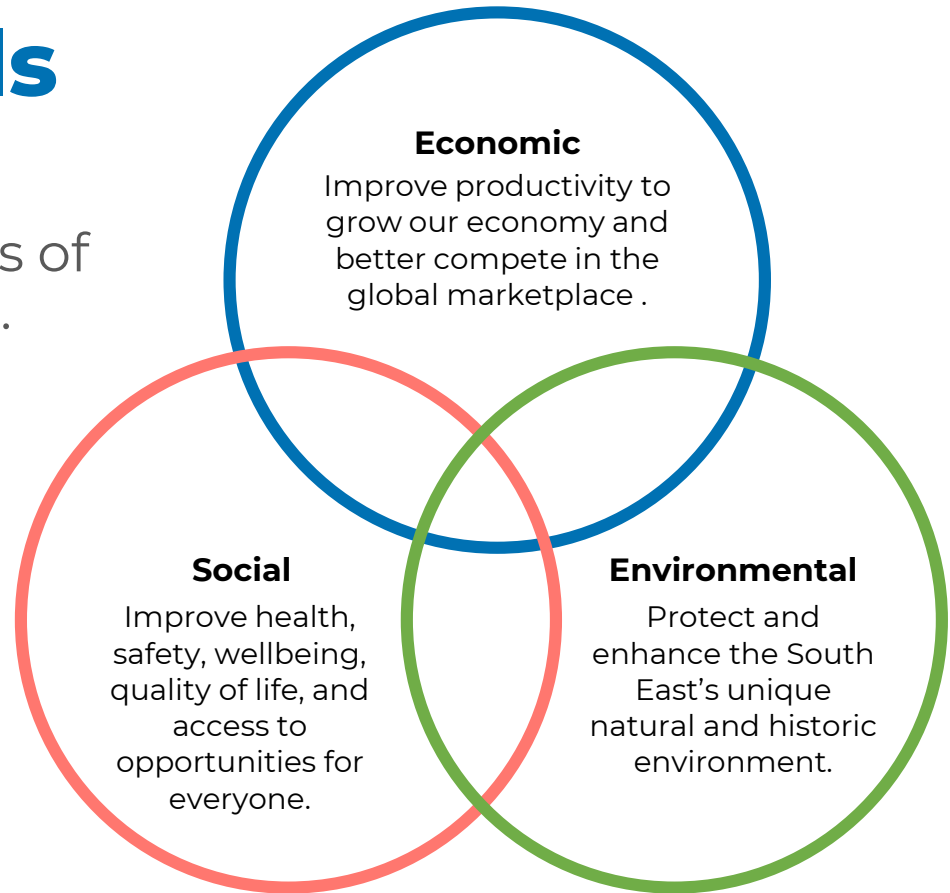 ls
s of
.
Economic
Improve productivity to
grow our economy and
better compete in the
global marketplace .
Social
Improve health,
safety, wellbeing,
quality of life, and
access to
opportunities for
everyone.
Environmental
Protect and
enhance the South
East’s unique
natural and historic
environment.